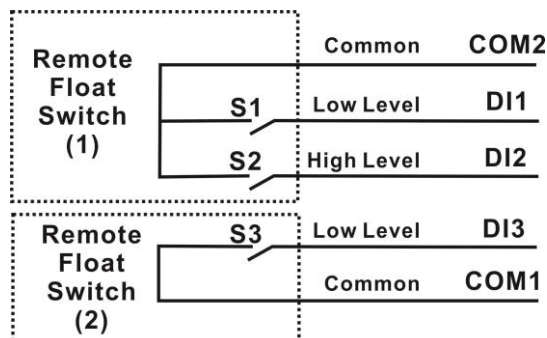 Remote
Float
Switch
(1)
Common COM2
S1 Low Level DI1
S2 High Level DI2
Remote
Float
Switch
(2)
S3 Low Level DI3
Common COM1